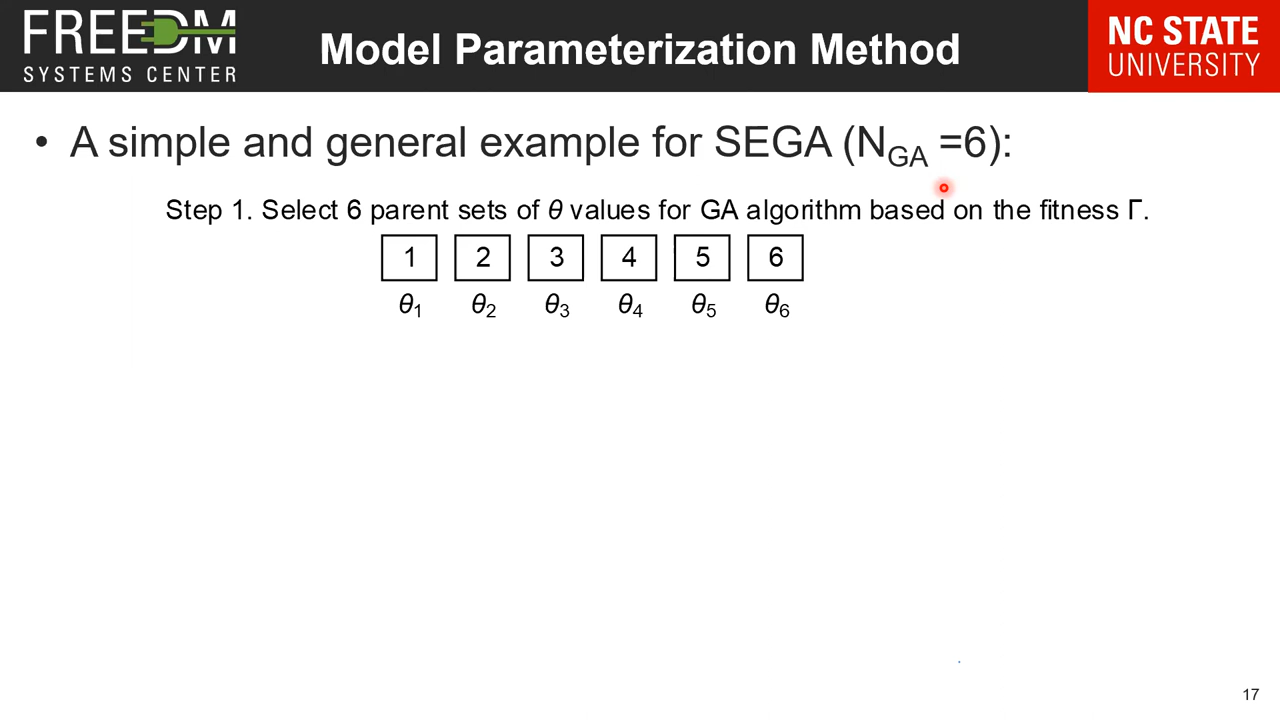 FREEDM
SYSTEMS CENTER
Model Parameterization Method
NC STATE
UNIVERSITY
• A simple and general example for SEGA (N_GA =6):
Step 1. Select 6 parent sets of θ values for GA algorithm based on the fitness Γ.
1 2 3 4 5 6
θ1 θ2 θ3 θ4 θ5 θ6
17